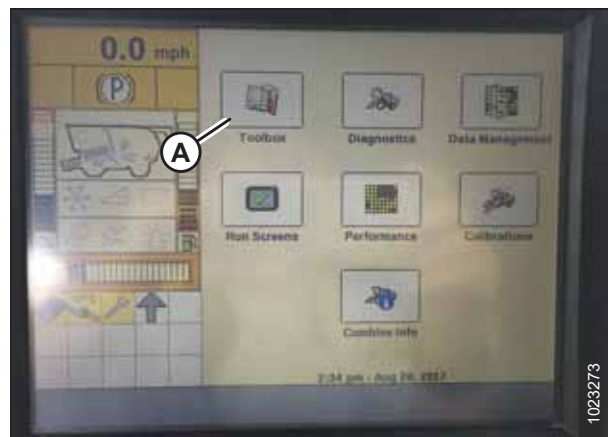 0.0 mph
(P)
A
Toolbox
Diagnostics
Data Management
Run Screens
Performance
Calibrations
Combine Info
2:34 pm - Aug 29, 2017
1023273